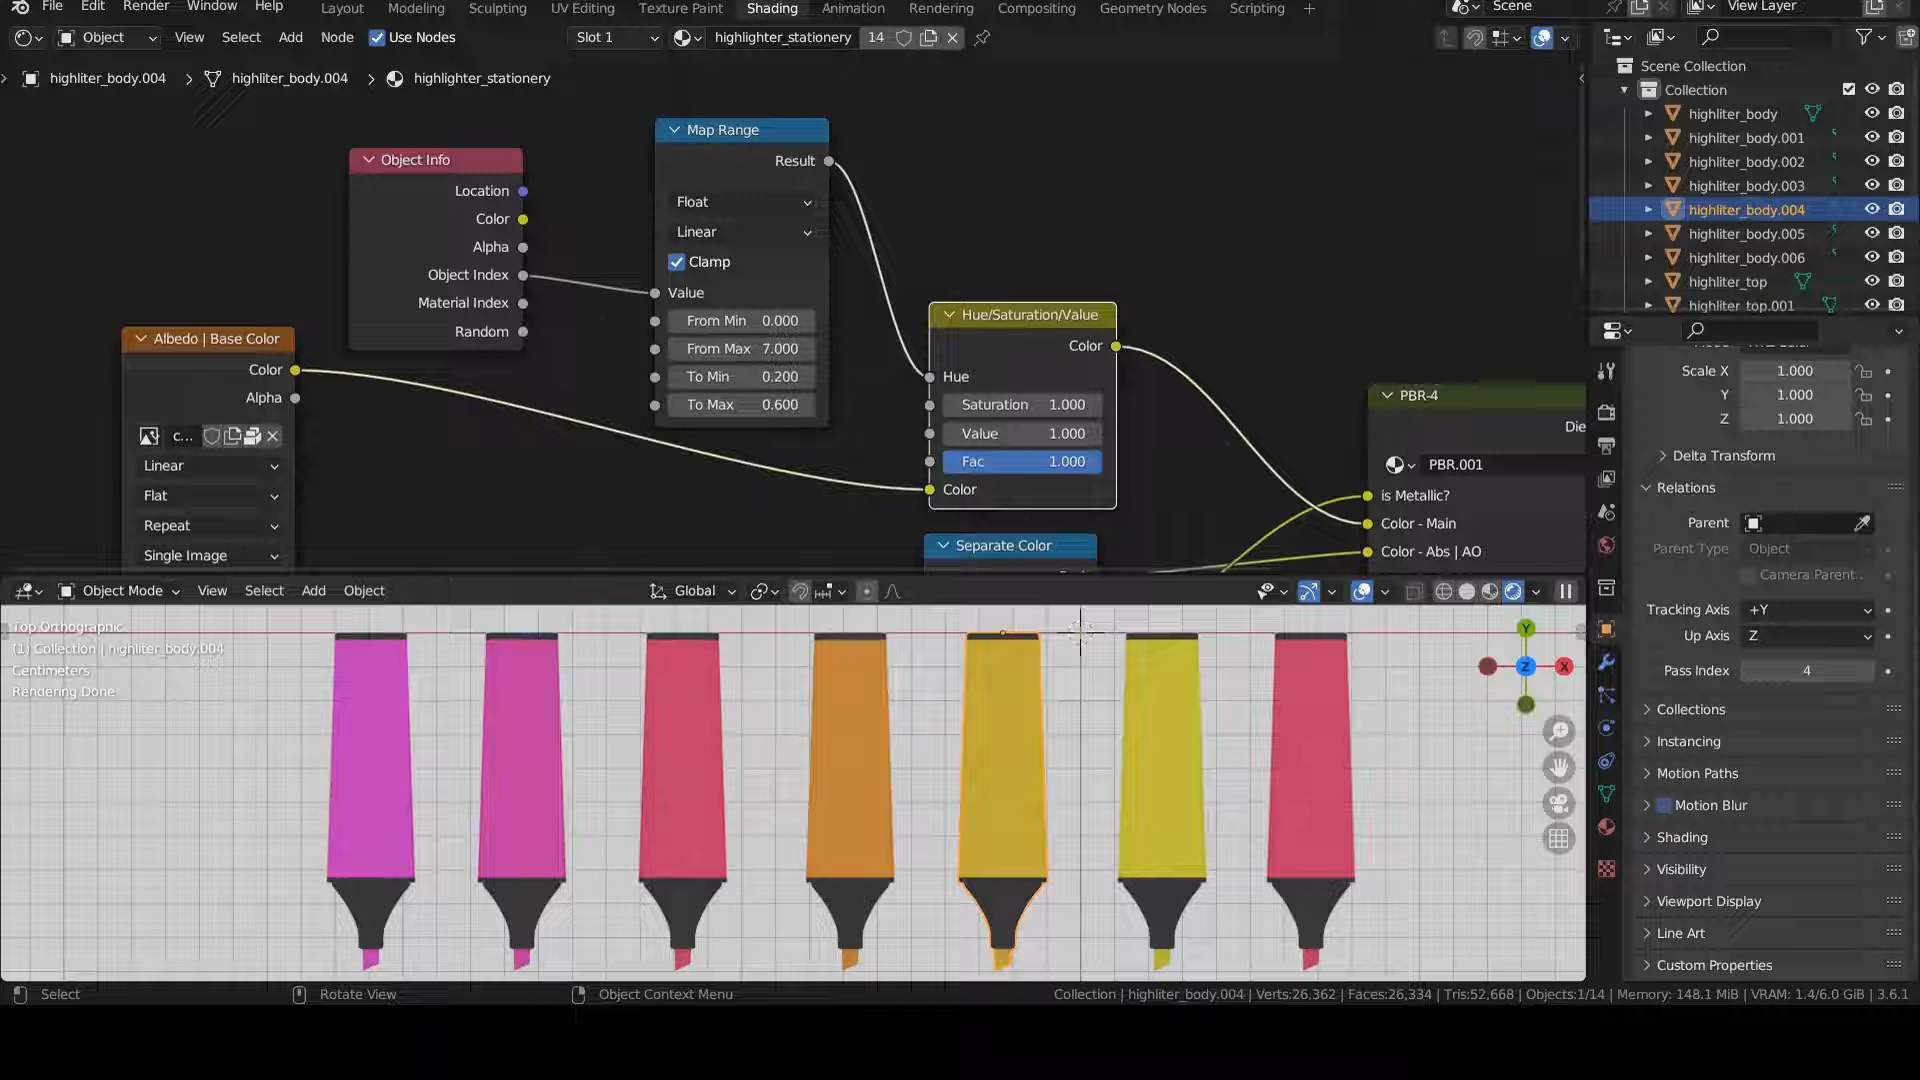 File Edit Render Window Help Layout Modeling Sculpting UV Editing Texture Paint Shading Animation Rendering Compositing Geometry Nodes Scripting + Scene View Layer
Object View Select Add Node Use Nodes Slot 1 highlighter_stationery 14
highliter_body.004 > highliter_body.004 > highlighter_stationery
Scene Collection
Collection
highliter_body
highliter_body.001
highliter_body.002
highliter_body.003
highliter_body.004
highliter_body.005
highliter_body.006
highliter_top
highliter_top.001
Object Info
Location
Color
Alpha
Object Index
Material Index
Random
Map Range
Result
Float
Linear
Clamp
Value
From Min 0.000
From Max 7.000
To Min 0.200
To Max 0.600
Albedo | Base Color
Color
Alpha
c...
Linear
Flat
Repeat
Single Image
Hue/Saturation/Value
Color
Hue
Saturation 1.000
Value 1.000
Fac 1.000
Color
Separate Color
PBR-4
Die
PBR.001
is Metallic?
Color - Main
Color - Abs | AO
Scale X 1.000
Y 1.000
Z 1.000
Delta Transform
Relations
Parent
Parent Type Object
Camera Parent..
Tracking Axis +Y
Up Axis Z
Pass Index 4
Collections
Instancing
Motion Paths
Motion Blur
Shading
Visibility
Viewport Display
Line Art
Custom Properties
Object Mode View Select Add Object Global
Top Orthographic
(1) Collection | highliter_body.004
Centimeters
Rendering Done
Y
Z X
Select Rotate View Object Context Menu Collection | highliter_body.004 | Verts:26,362 | Faces:26,334 | Tris:52,668 | Objects:1/14 | Memory: 148.1 MiB | VRAM: 1.4/6.0 GiB | 3.6.1